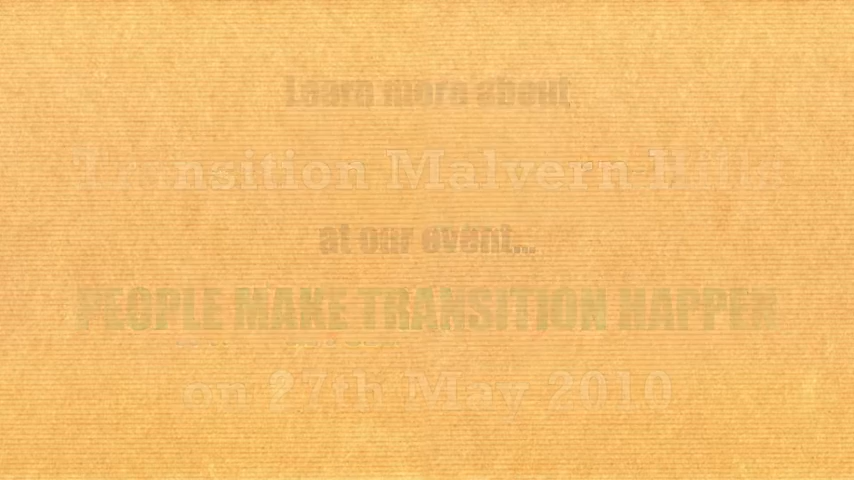 Learn more about
Transition Malvern Hills
at our event...
PEOPLE MAKE TRANSITION HAPPEN
on 27th May 2010